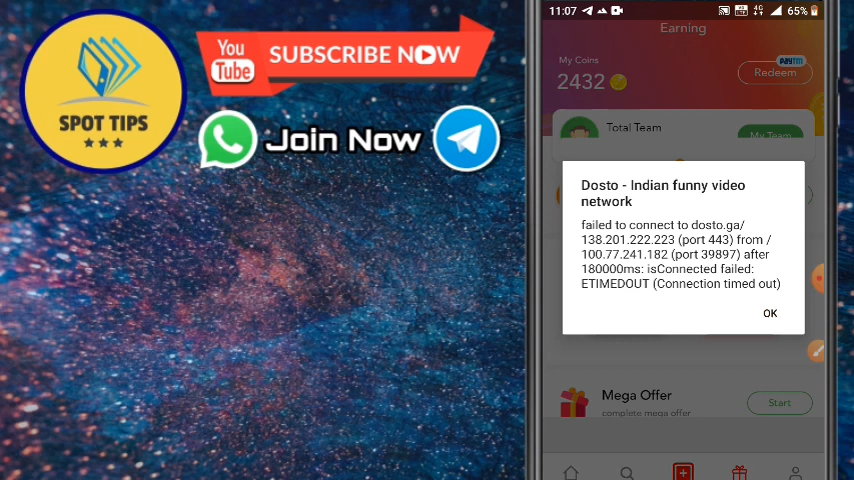 SPOT TIPS
You
Tube
SUBSCRIBE NOW
Join Now
11:07
4G
65%
Earning
My Coins
2432
PAYTM
Redeem
Total Team
My Team
Dosto - Indian funny video
network
failed to connect to dosto.ga/
138.201.222.223 (port 443) from /
100.77.241.182 (port 39897) after
180000ms: isConnected failed:
ETIMEDOUT (Connection timed out)
OK
Mega Offer
complete mega offer
Start